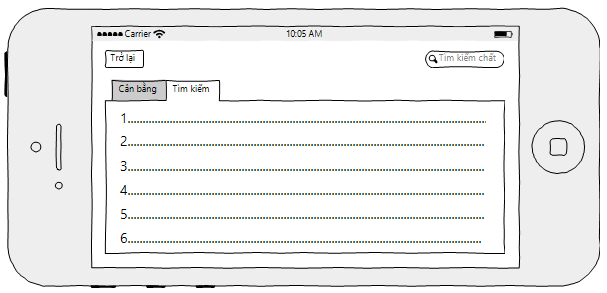 Carrier 10:05 AM
Trở lại Tìm kiếm chất
Cân bằng Tìm kiếm
1................................................................................
2................................................................................
3................................................................................
4................................................................................
5................................................................................
6................................................................................